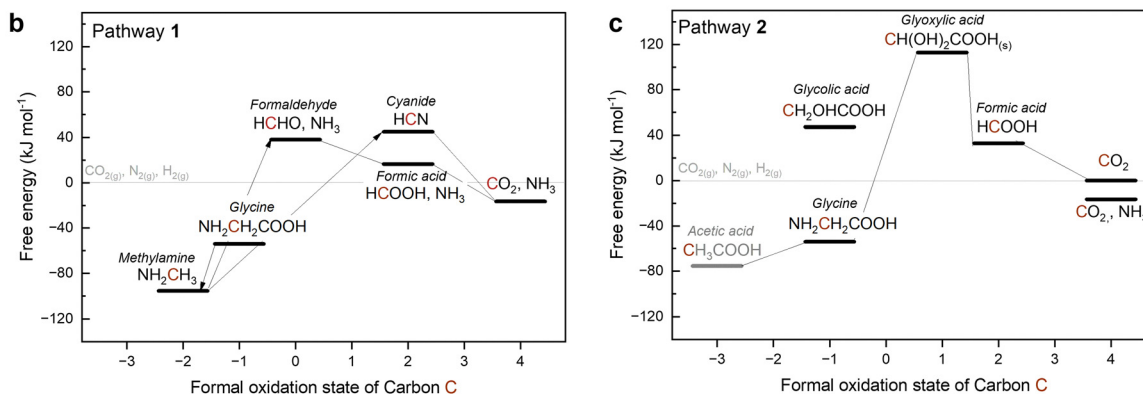 b
Pathway 1
Free energy (kJ mol⁻¹)
120
80
40
0
−40
−80
−120
Formaldehyde
HCHO, NH₃
Cyanide
HCN
CO₂(g), N₂(g), H₂(g)
Formic acid
HCOOH, NH₃
CO₂, NH₃
Glycine
NH₂CH₂COOH
Methylamine
NH₂CH₃
−3 −2 −1 0 1 2 3 4
Formal oxidation state of Carbon C
c
Pathway 2
Free energy (kJ mol⁻¹)
120
80
40
0
−40
−80
−120
Glyoxylic acid
CH(OH)₂COOH(s)
Glycolic acid
CH₂OHCOOH
Formic acid
HCOOH
CO₂(g), N₂(g), H₂(g)
CO₂
CO₂,, NH
Glycine
NH₂CH₂COOH
Acetic acid
CH₃COOH
−3 −2 −1 0 1 2 3 4
Formal oxidation state of Carbon C